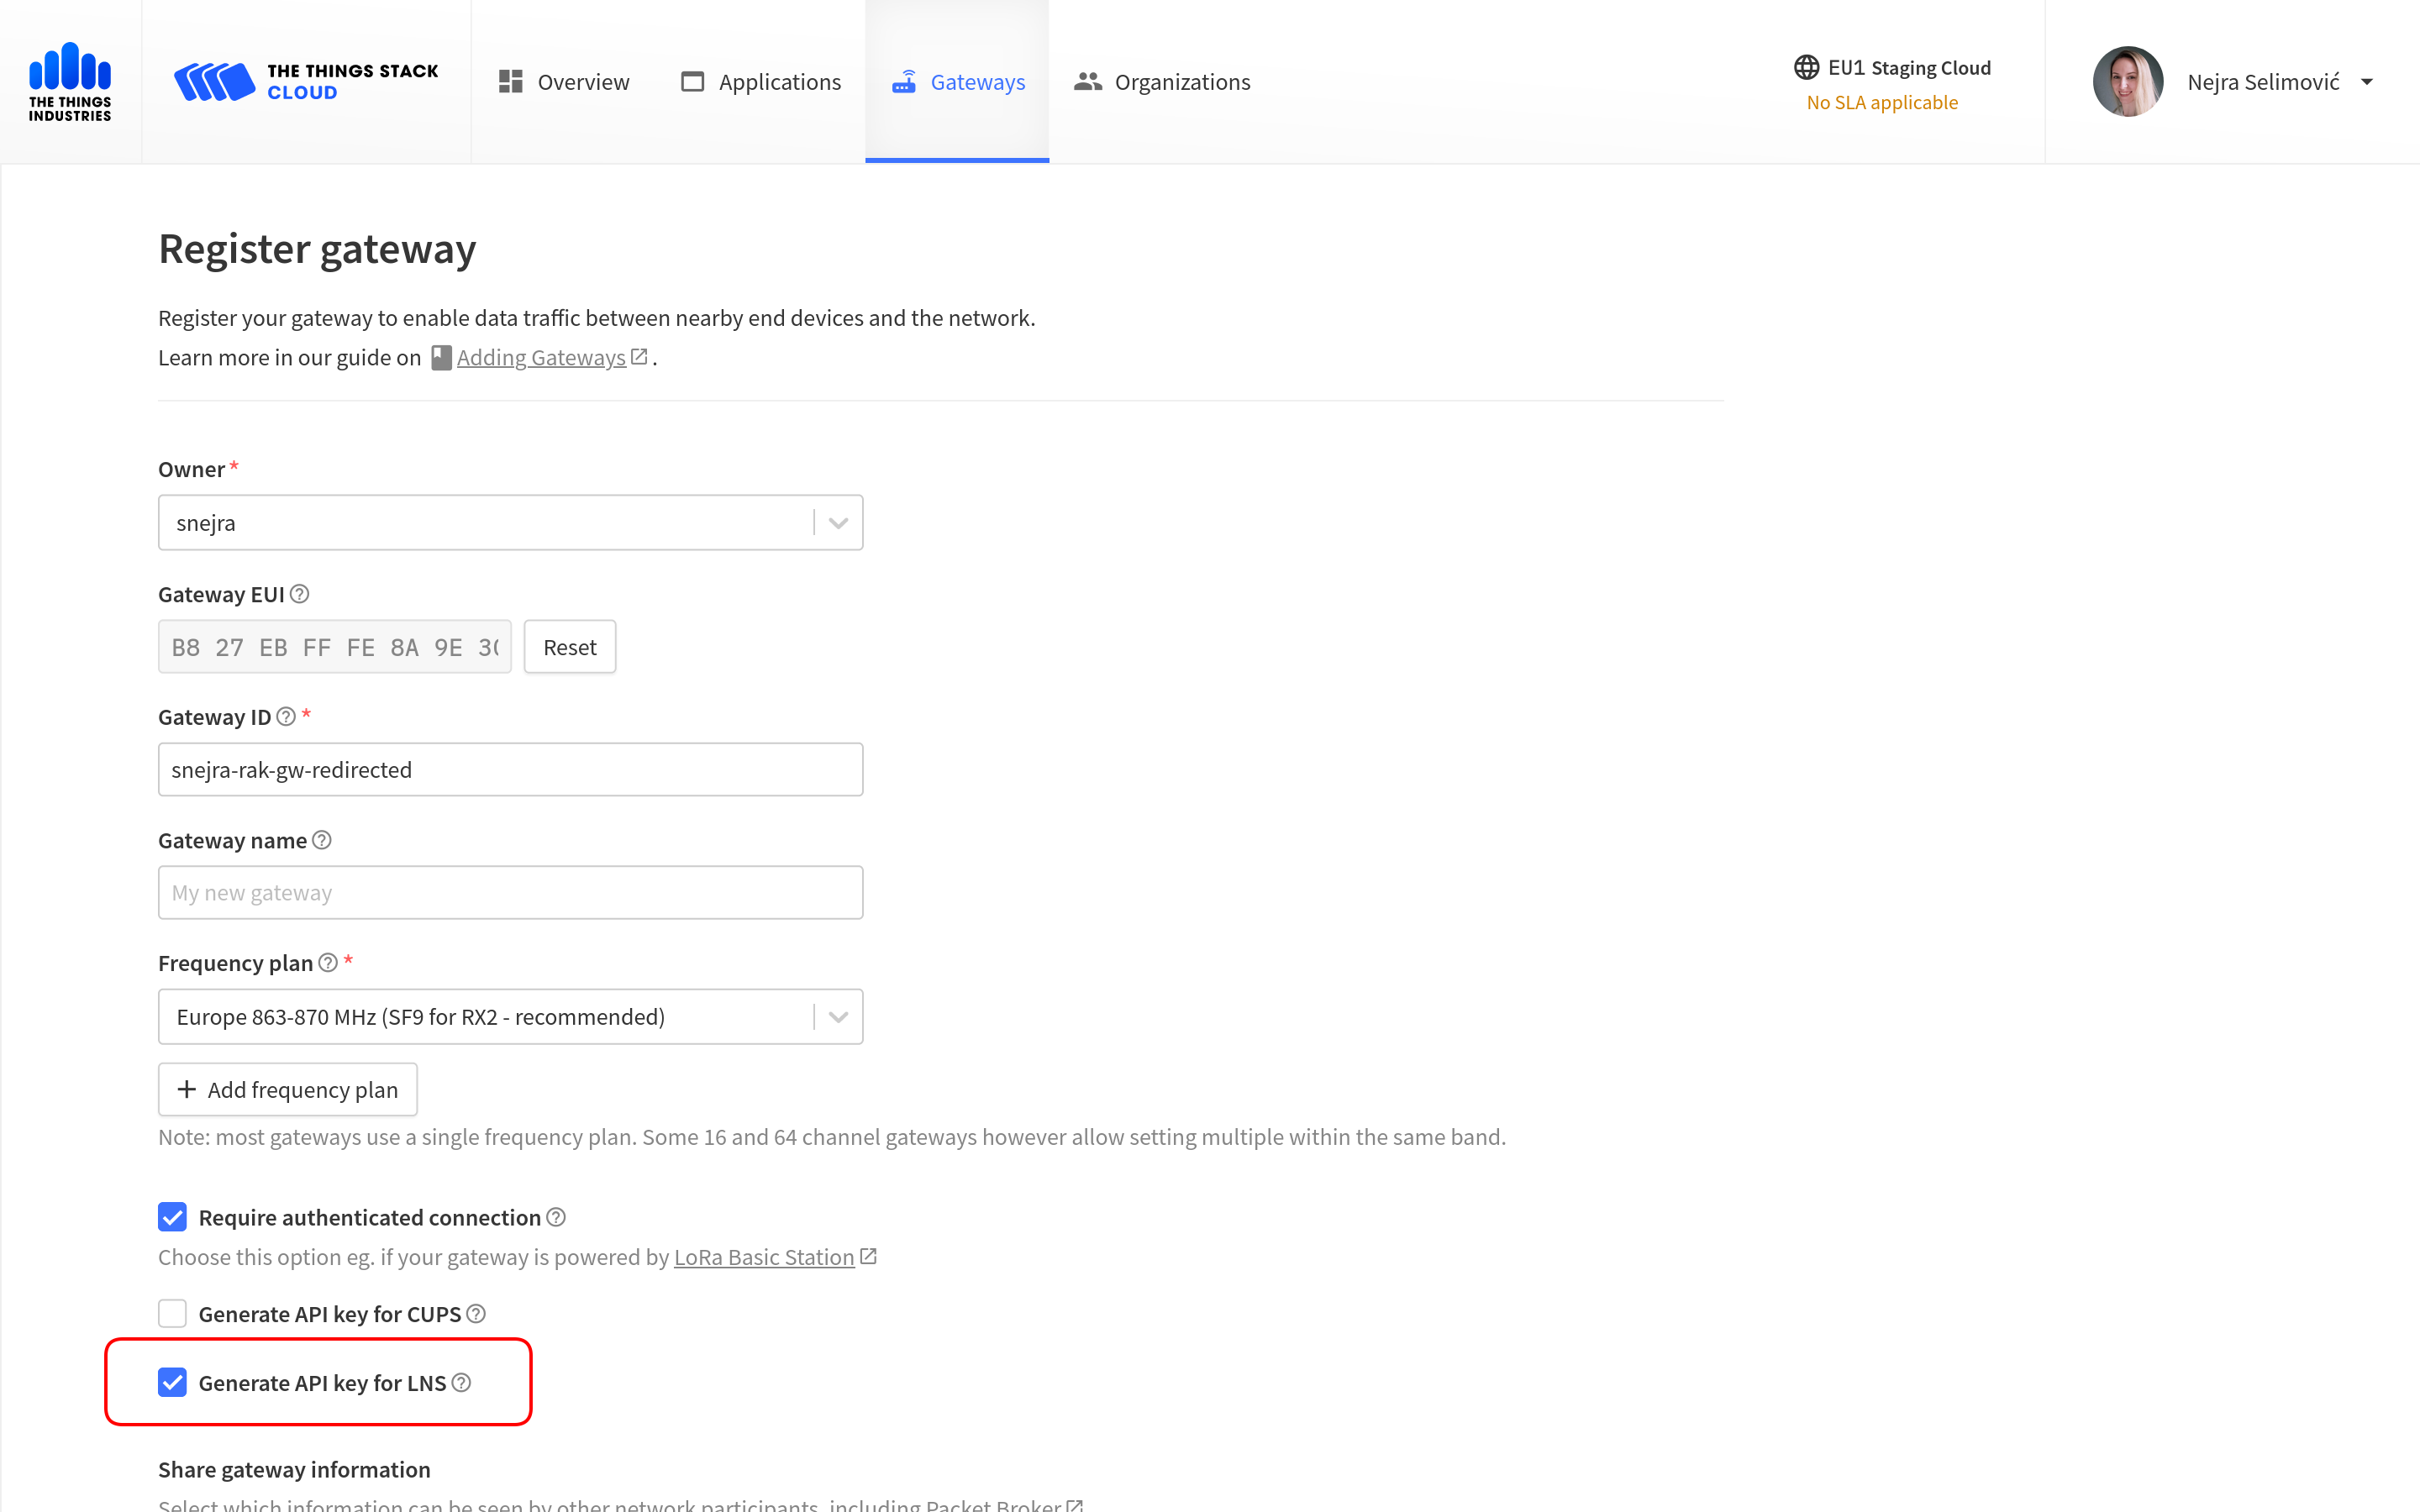 THE THINGS
INDUSTRIES
THE THINGS STACK
CLOUD
Overview
Applications
Gateways
Organizations
EU1 Staging Cloud
No SLA applicable
Nejra Selimović
Register gateway
Register your gateway to enable data traffic between nearby end devices and the network.
Learn more in our guide on Adding Gateways .
Owner *
snejra
Gateway EUI
B8 27 EB FF FE 8A 9E
Reset
Gateway ID *
snejra-rak-gw-redirected
Gateway name
My new gateway
Frequency plan *
Europe 863-870 MHz (SF9 for RX2 - recommended)
+ Add frequency plan
Note: most gateways use a single frequency plan. Some 16 and 64 channel gateways however allow setting multiple within the same band.
Require authenticated connection
Choose this option eg. if your gateway is powered by LoRa Basic Station
Generate API key for CUPS
Generate API key for LNS
Share gateway information
Select which information can be seen by other network participants, including Packet Broker